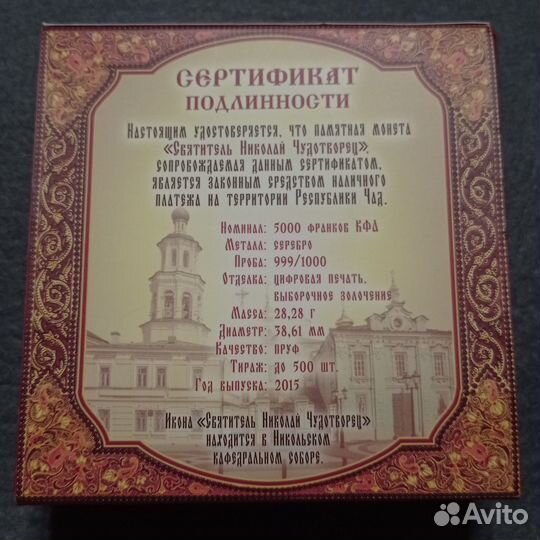 СЕРТИФИКАТ
ПОДЛИННОСТИ
Настоящим удостоверяется, что памятная монета
«Святитель Николай Чудотворец»,
сопровождаемая данным сертификатом,
является законным средством наличного
платежа на территории Республики Чад.
Номинал: 5000 франков КФА
Металл: серебро
Проба: 999/1000
Отделка: цифровая печать,
выборочное золочение
Масса: 28,28 г
Диаметр: 38,61 мм
Качество: пруф
Тираж: до 500 шт.
Год выпуска: 2015
Икона «Святитель Николай Чудотворец»
находится в Никольском
кафедральном соборе.
Avito